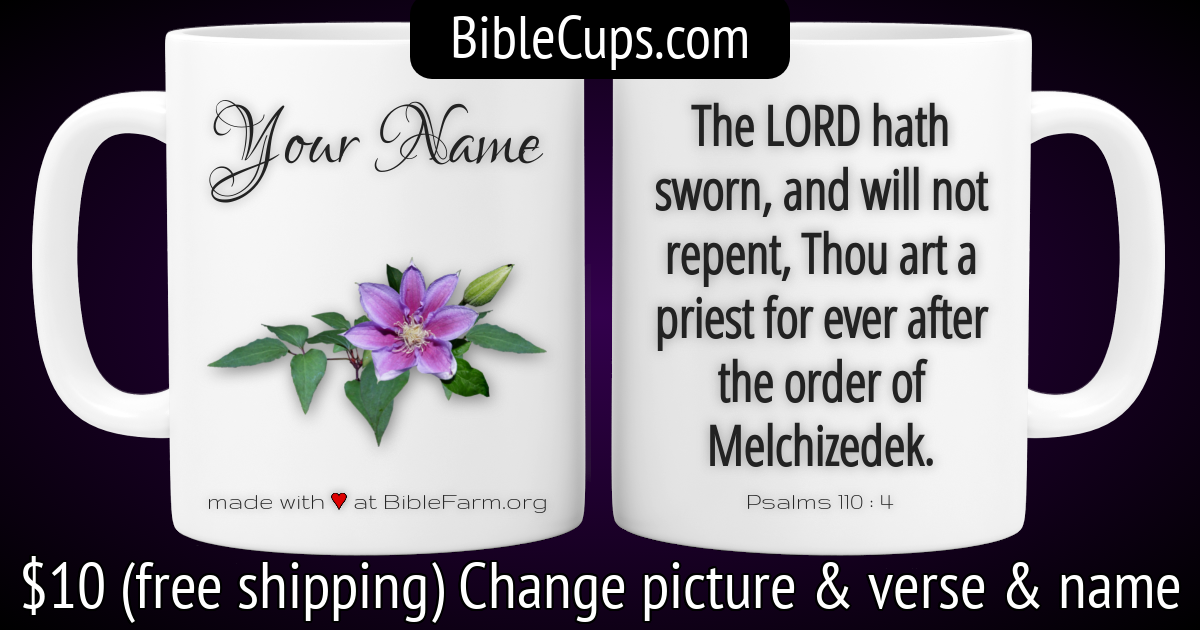 BibleCups.com
Your Name
made with ♥ at BibleFarm.org
The LORD hath
sworn, and will not
repent, Thou art a
priest for ever after
the order of
Melchizedek.
Psalms 110 : 4
$10 (free shipping) Change picture & verse & name